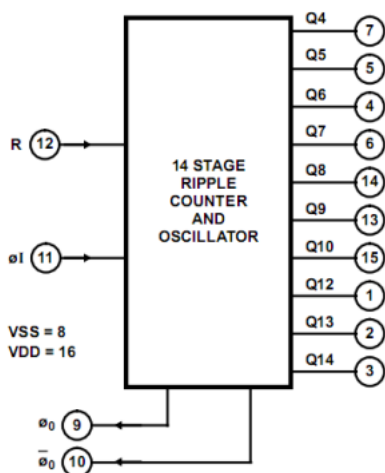 Q4
7
Q5
5
Q6
4
R 12
Q7
6
14 STAGE
RIPPLE
COUNTER
AND
OSCILLATOR
Q8
14
Q9
13
øI 11
Q10
15
Q12
1
VSS = 8
VDD = 16
Q13
2
Q14
3
ø0 9
ø̅0 10